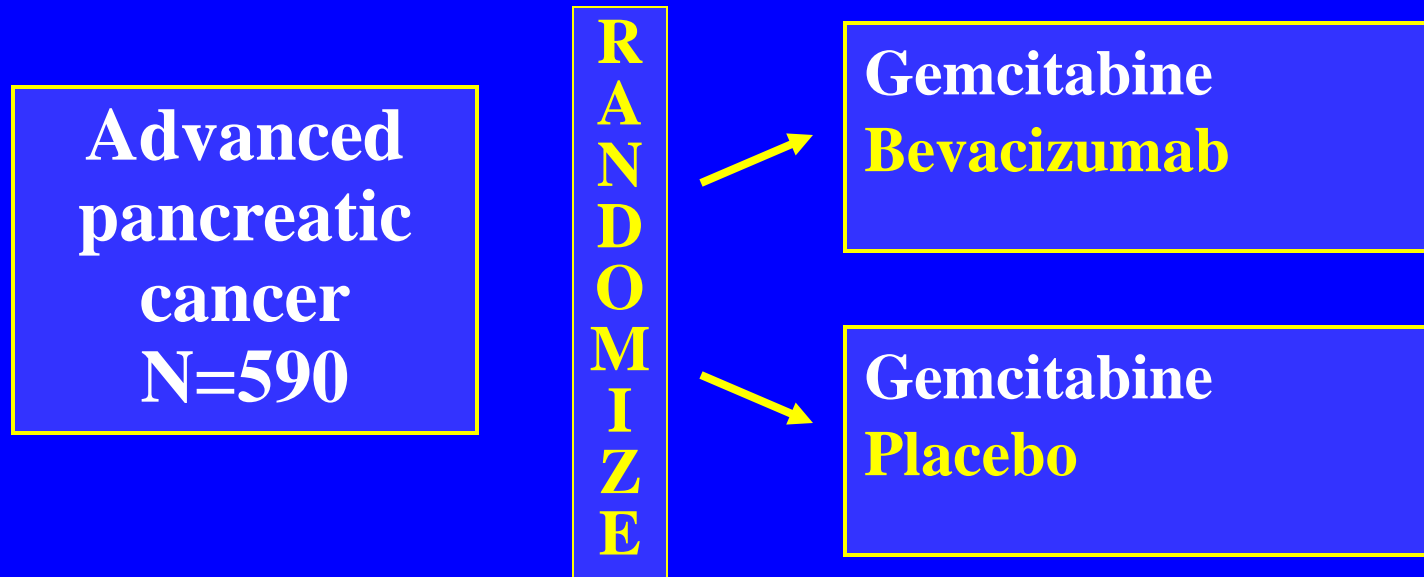 Advanced
pancreatic
cancer
N=590
R
A
N
D
O
M
I
Z
E
Gemcitabine
Bevacizumab
Gemcitabine
Placebo